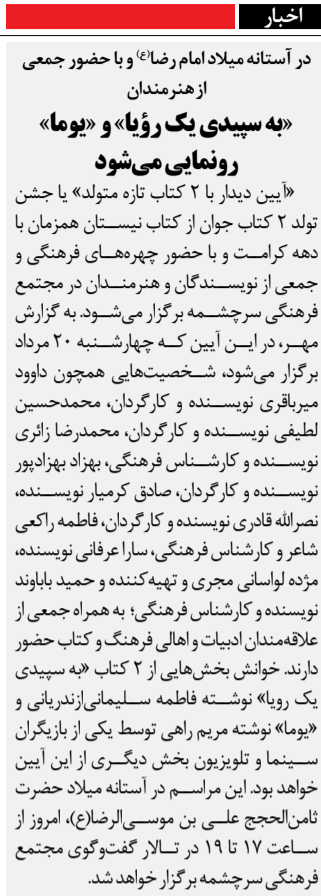 اخبار
در آستانه میلاد امام رضا(ع) و با حضور جمعی
از هنرمندان
«به سپیدی یک رؤیا» و «یوما»
رونمایی می‌شود
«آیین دیدار با ۲ کتاب تازه متولد» یا جشن
تولد ۲ کتاب جوان از کتاب نیستان همزمان با
دهه کرامت و با حضور چهره‌های فرهنگی و
جمعی از نویسندگان و هنرمندان در مجتمع
فرهنگی سرچشمه برگزار می‌شود. به گزارش
مهر، در این آیین که چهارشنبه ۲۰ مرداد
برگزار می‌شود، شخصیت‌هایی همچون داوود
میرباقری نویسنده و کارگردان، محمدحسین
لطیفی نویسنده و کارگردان، محمدرضا زائری
نویسنده و کارشناس فرهنگی، بهزاد بهزادپور
نویسنده و کارگردان، صادق کرمیار نویسنده،
نصرالله قادری نویسنده و کارگردان، فاطمه راکعی
شاعر و کارشناس فرهنگی، سارا عرفانی نویسنده،
مژده لواسانی مجری و تهیه‌کننده و حمید باباوند
نویسنده و کارشناس فرهنگی؛ به همراه جمعی از
علاقه‌مندان ادبیات و اهالی فرهنگ و کتاب حضور
دارند. خوانش بخش‌هایی از ۲ کتاب «به سپیدی
یک رویا» نوشته فاطمه سلیمانی‌ازندریانی و
«یوما» نوشته مریم راهی توسط یکی از بازیگران
سینما و تلویزیون بخش دیگری از این آیین
خواهد بود. این مراسم در آستانه میلاد حضرت
ثامن‌الحجج علی بن موسی‌الرضا(ع)، امروز از
ساعت ۱۷ تا ۱۹ در تالار گفت‌وگوی مجتمع
فرهنگی سرچشمه برگزار خواهد شد.